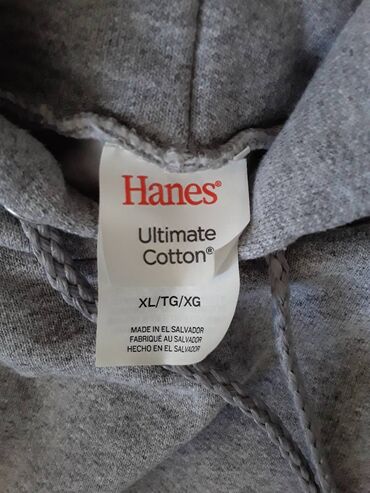 Hanes®
Ultimate
Cotton®
XL/TG/XG
MADE IN EL SALVADOR
FABRIQUÉ AU SALVADOR
HECHO EN EL SALVADOR